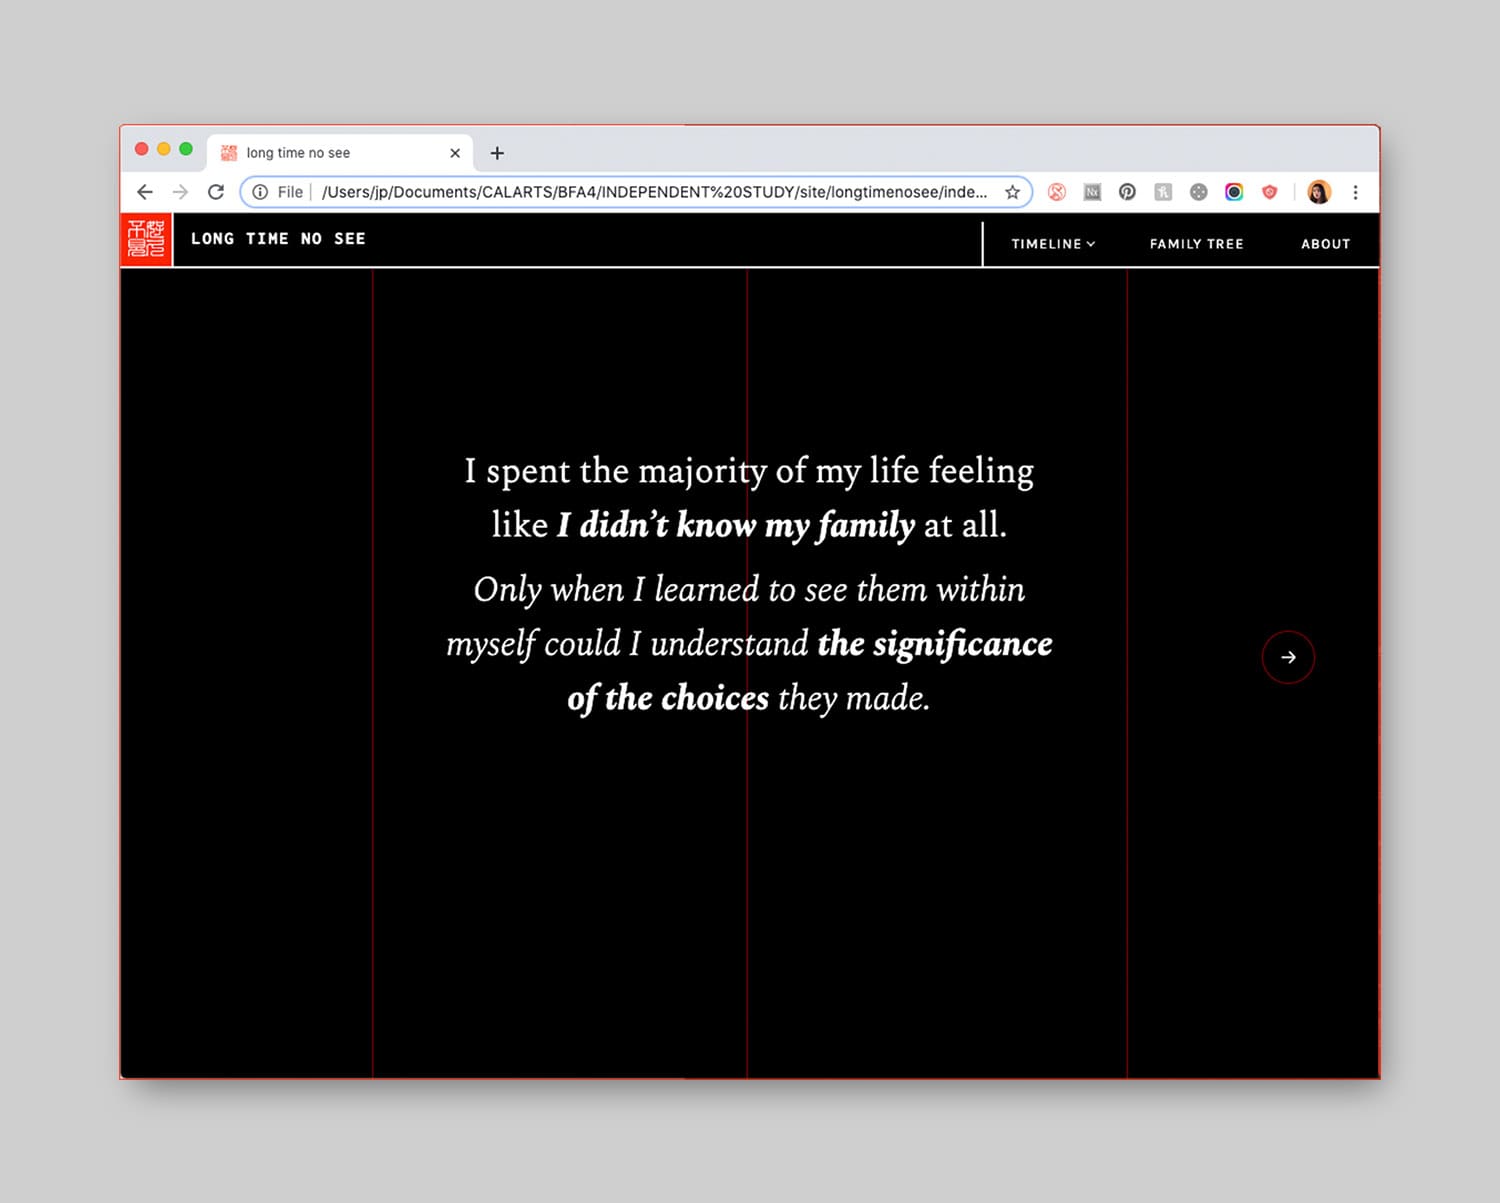 long time no see
File
/Users/jp/Documents/CALARTS/BFA4/INDEPENDENT%20STUDY/site/longtimenosee/inde...
LONG TIME NO SEE
TIMELINE
FAMILY TREE
ABOUT
I spent the majority of my life feeling
like I didn’t know my family at all.
Only when I learned to see them within
myself could I understand the significance
of the choices they made.